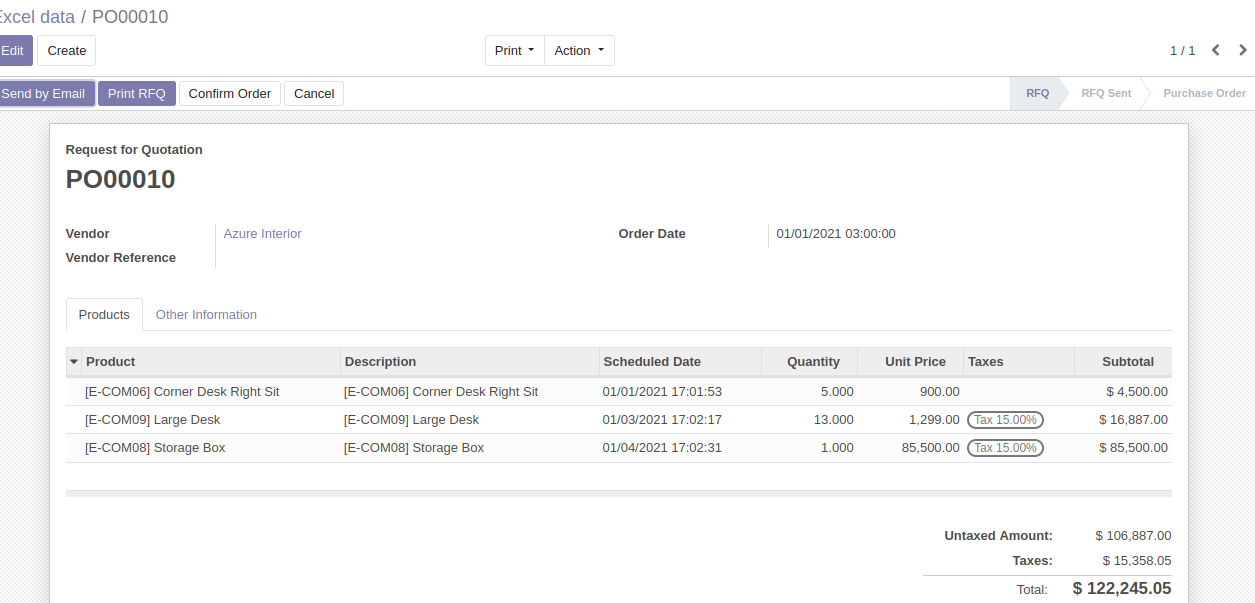 Excel data / PO00010
Edit Create Print Action 1 / 1
Send by Email Print RFQ Confirm Order Cancel RFQ RFQ Sent Purchase Order
Request for Quotation
PO00010
Vendor Azure Interior Order Date 01/01/2021 03:00:00
Vendor Reference
Products Other Information
Product Description Scheduled Date Quantity Unit Price Taxes Subtotal
[E-COM06] Corner Desk Right Sit [E-COM06] Corner Desk Right Sit 01/01/2021 17:01:53 5.000 900.00 $ 4,500.00
[E-COM09] Large Desk [E-COM09] Large Desk 01/03/2021 17:02:17 13.000 1,299.00 Tax 15.00% $ 16,887.00
[E-COM08] Storage Box [E-COM08] Storage Box 01/04/2021 17:02:31 1.000 85,500.00 Tax 15.00% $ 85,500.00
Untaxed Amount: $ 106,887.00
Taxes: $ 15,358.05
Total: $ 122,245.05